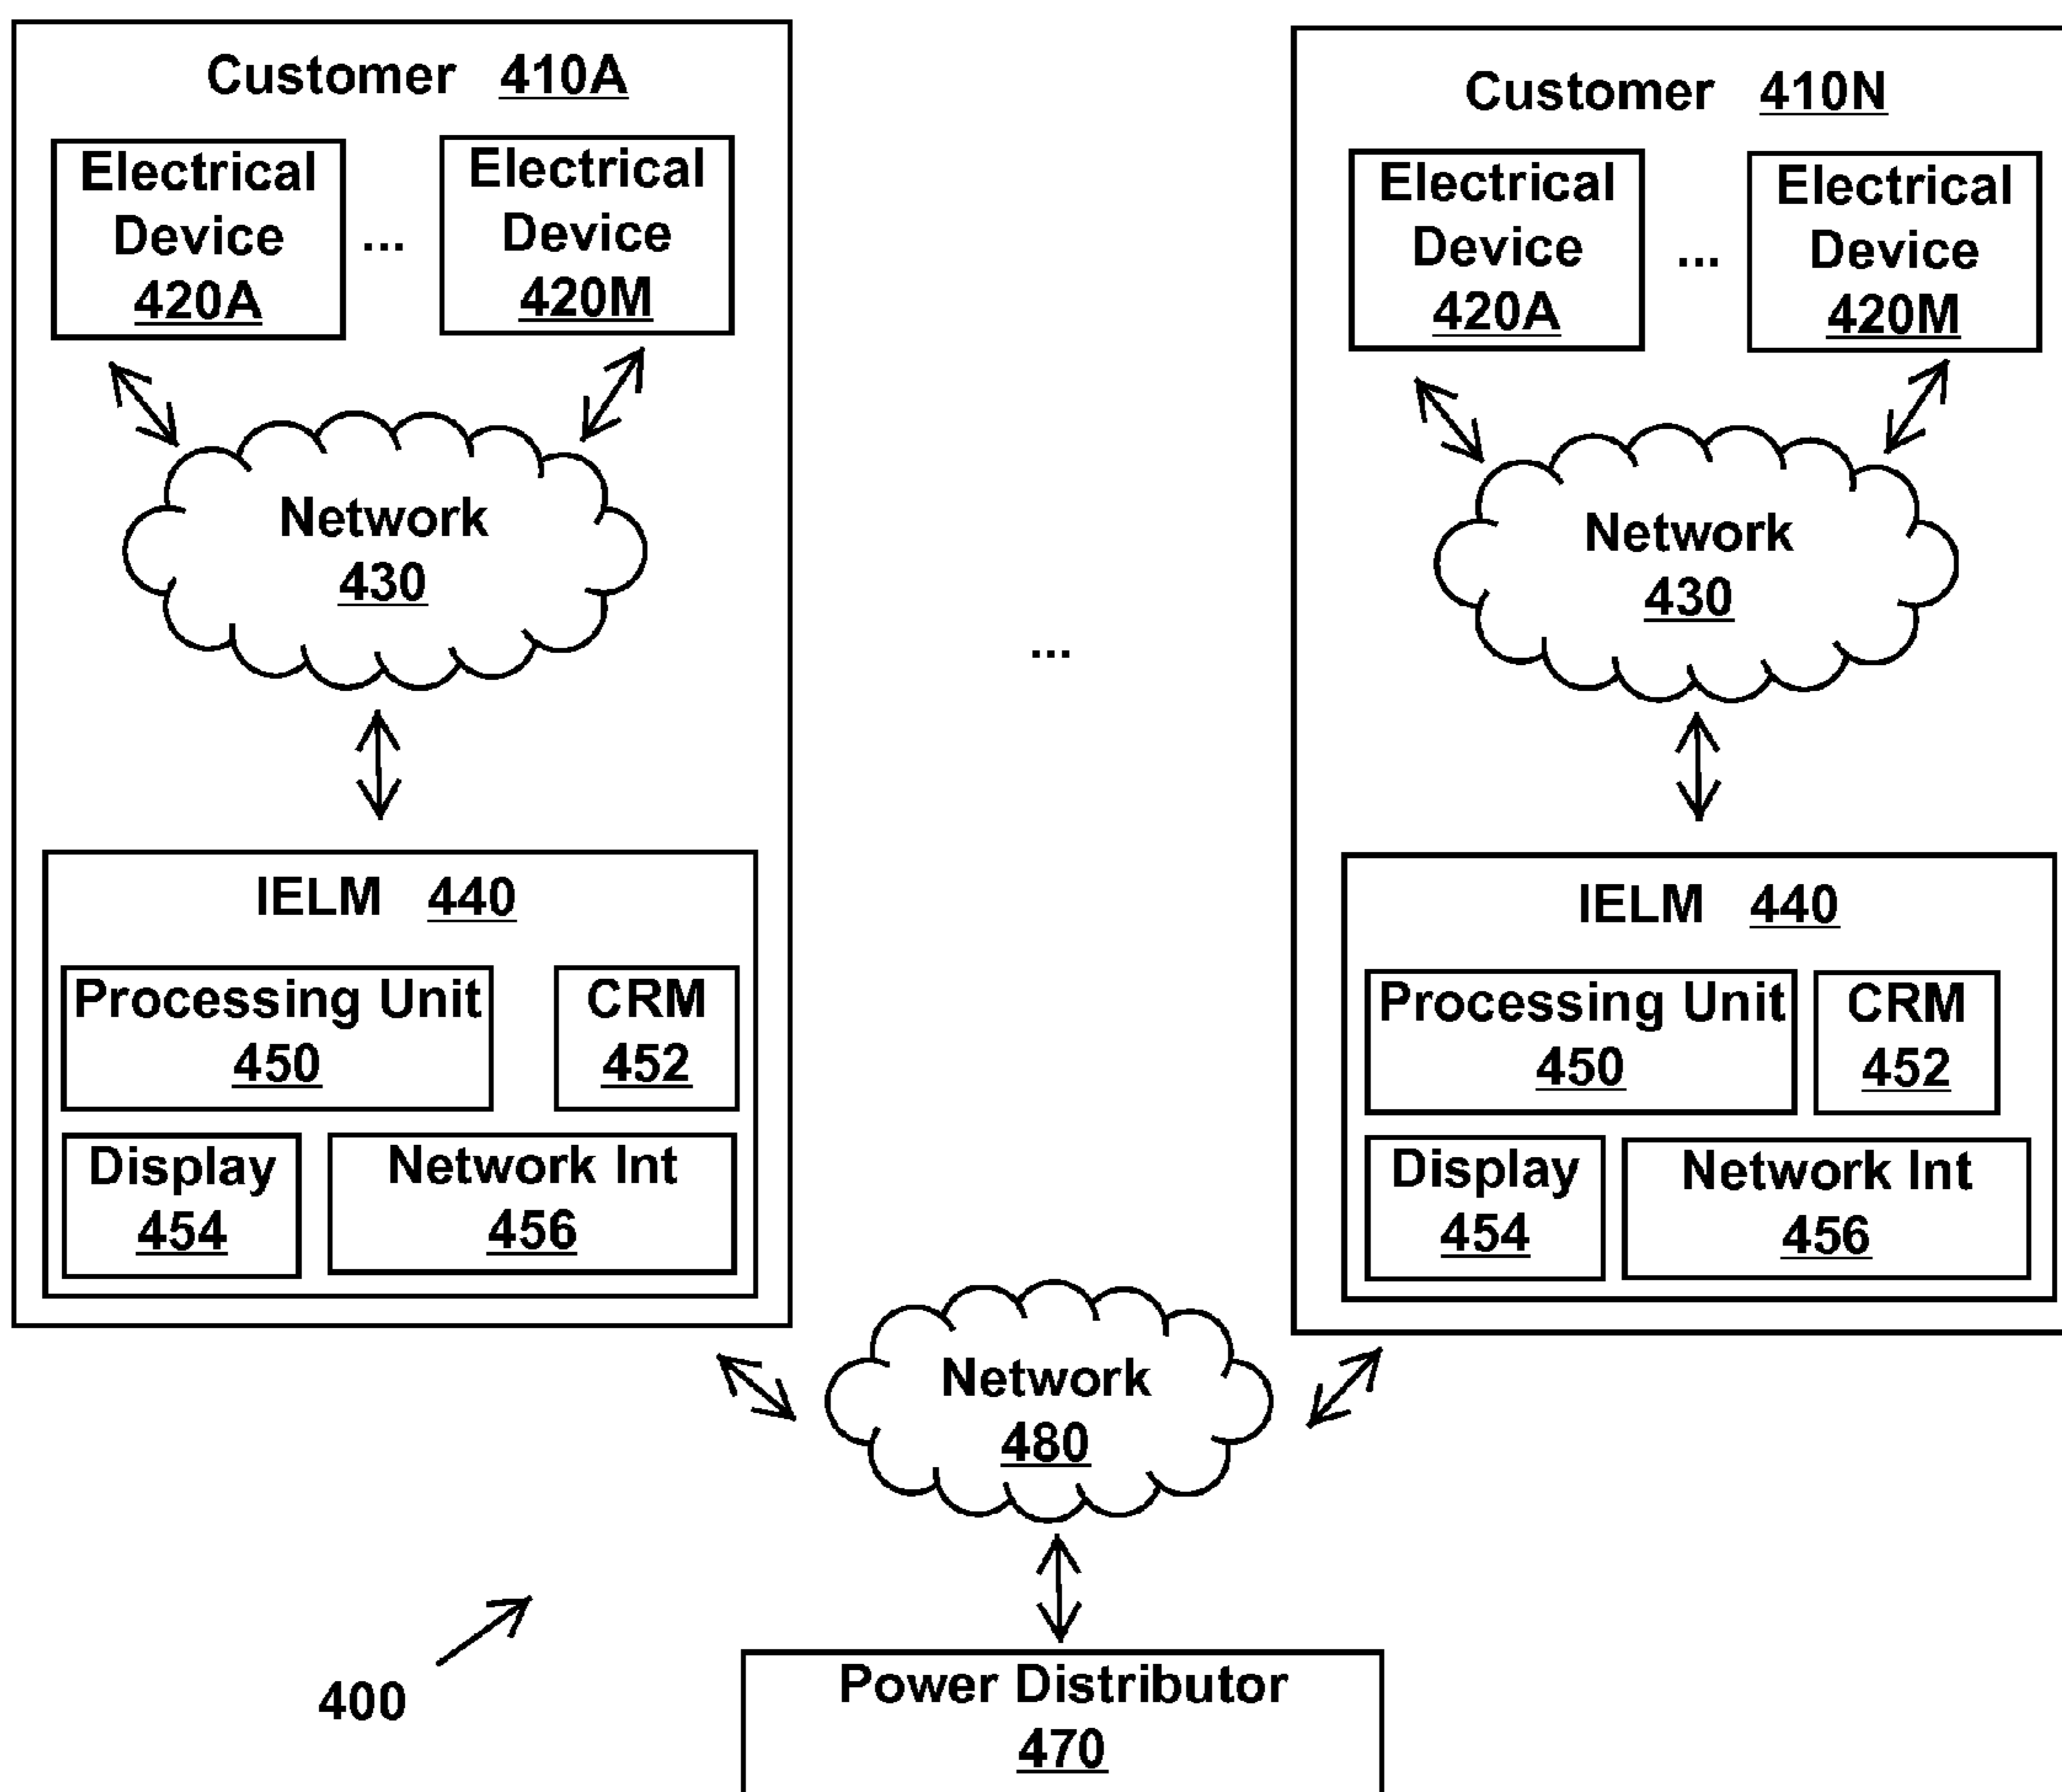 Customer 410A
Electrical
Device
420A
...
Electrical
Device
420M
Network
430
IELM 440
Processing Unit
450
CRM
452
Display
454
Network Int
456
...
Customer 410N
Electrical
Device
420A
...
Electrical
Device
420M
Network
430
IELM 440
Processing Unit
450
CRM
452
Display
454
Network Int
456
Network
480
400
Power Distributor
470